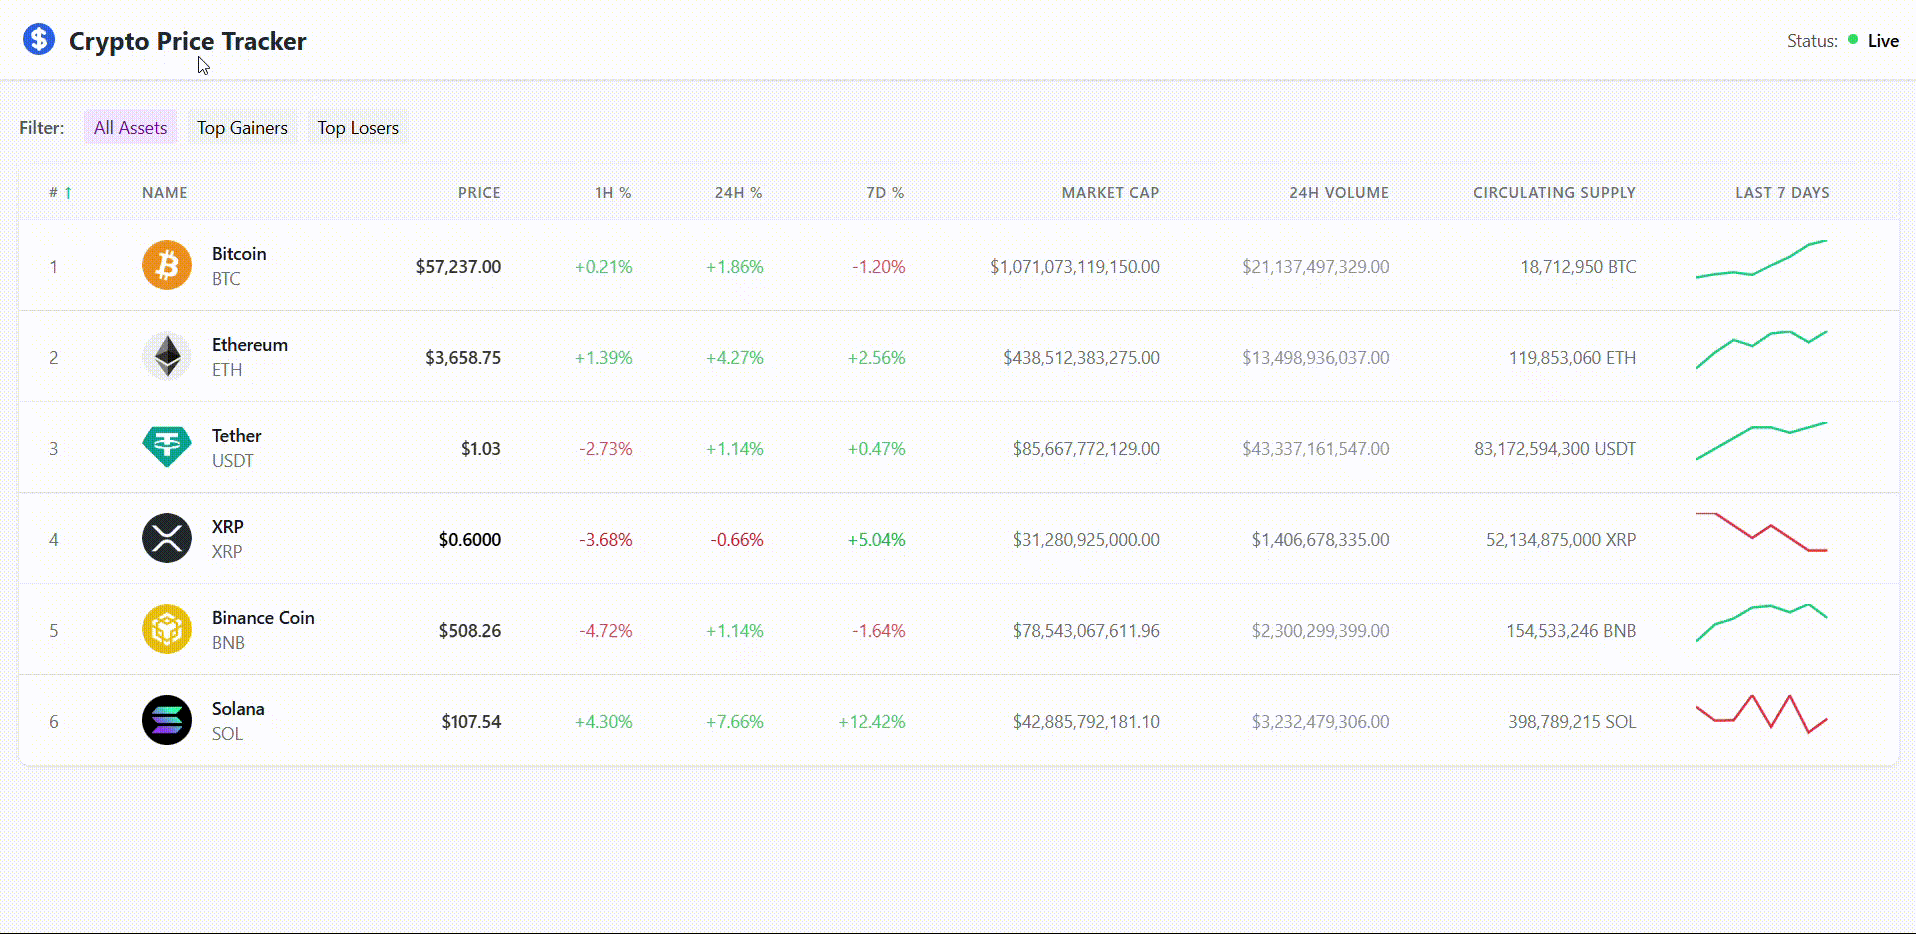 Crypto Price Tracker
Status: Live
Filter: All Assets Top Gainers Top Losers
# ↑ NAME PRICE 1H % 24H % 7D % MARKET CAP 24H VOLUME CIRCULATING SUPPLY LAST 7 DAYS
1 Bitcoin BTC $57,237.00 +0.21% +1.86% -1.20% $1,071,073,119,150.00 $21,137,497,329.00 18,712,950 BTC
2 Ethereum ETH $3,658.75 +1.39% +4.27% +2.56% $438,512,383,275.00 $13,498,936,037.00 119,853,060 ETH
3 Tether USDT $1.03 -2.73% +1.14% +0.47% $85,667,772,129.00 $43,337,161,547.00 83,172,594,300 USDT
4 XRP XRP $0.6000 -3.68% -0.66% +5.04% $31,280,925,000.00 $1,406,678,335.00 52,134,875,000 XRP
5 Binance Coin BNB $508.26 -4.72% +1.14% -1.64% $78,543,067,611.96 $2,300,299,399.00 154,533,246 BNB
6 Solana SOL $107.54 +4.30% +7.66% +12.42% $42,885,792,181.10 $3,232,479,306.00 398,789,215 SOL